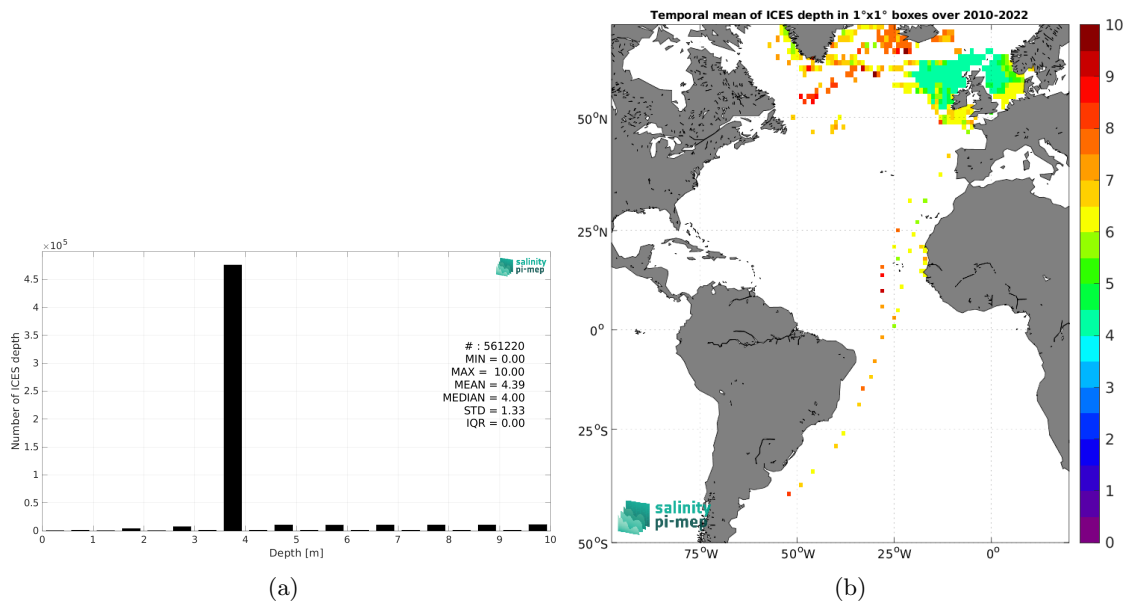 ×10⁵
4.5
4
3.5
3
2.5
2
1.5
1
0.5
0
Number of ICES depth
salinity
pi-mep
# : 561220
MIN = 0.00
MAX = 10.00
MEAN = 4.39
MEDIAN = 4.00
STD = 1.33
IQR = 0.00
0 1 2 3 4 5 6 7 8 9 10
Depth [m]
(a)
Temporal mean of ICES depth in 1°x1° boxes over 2010-2022
50°N
25°N
0°
25°S
50°S
75°W 50°W 25°W 0°
salinity
pi-mep
10
9
8
7
6
5
4
3
2
1
0
(b)